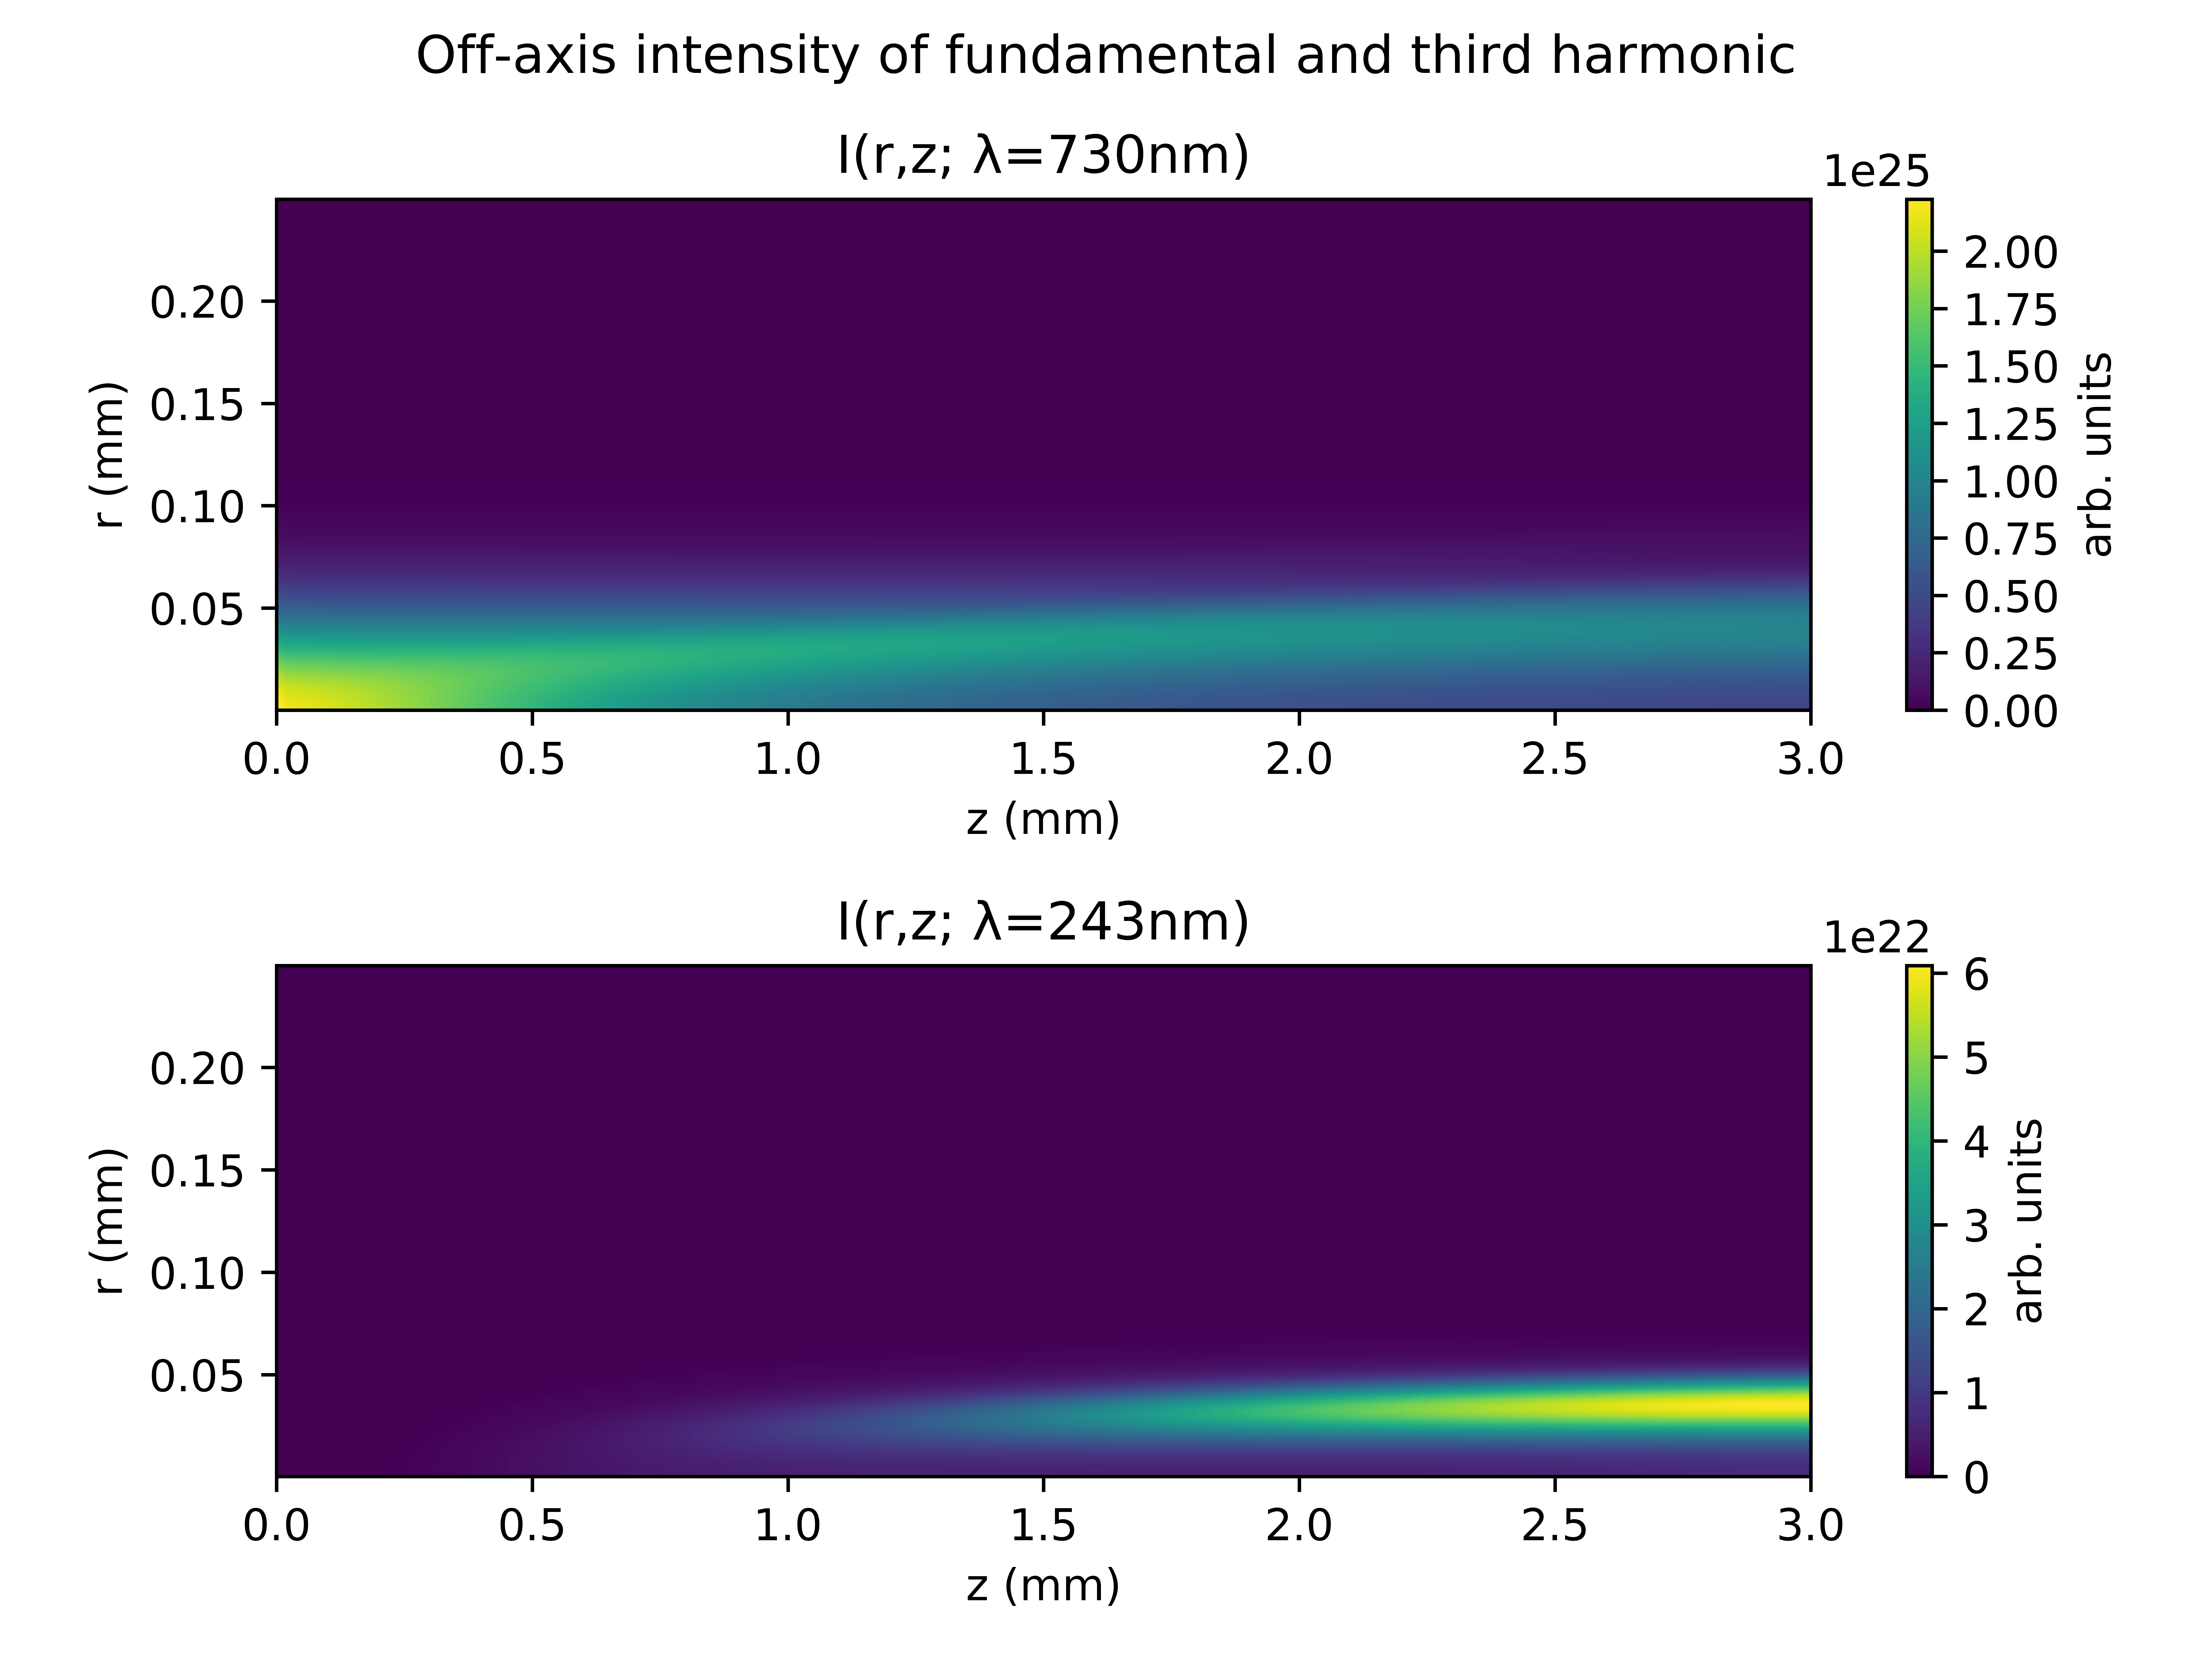 Off-axis intensity of fundamental and third harmonic
I(r,z; λ=730nm)
1e25
0.20
0.15
0.10
0.05
r (mm)
0.0 0.5 1.0 1.5 2.0 2.5 3.0
z (mm)
2.00
1.75
1.50
1.25
1.00
0.75
0.50
0.25
0.00
arb. units
I(r,z; λ=243nm)
1e22
0.20
0.15
0.10
0.05
r (mm)
0.0 0.5 1.0 1.5 2.0 2.5 3.0
z (mm)
6
5
4
3
2
1
0
arb. units